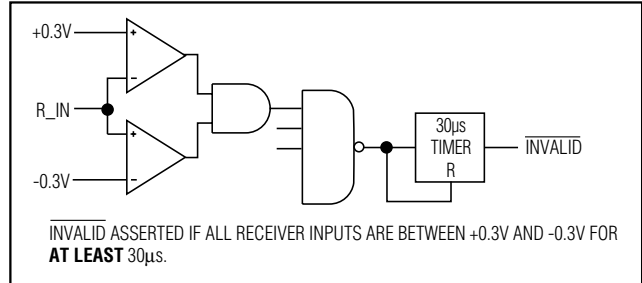 +0.3V
+
-
R_IN
+
-
-0.3V
30µs
TIMER
R
INVALID
INVALID ASSERTED IF ALL RECEIVER INPUTS ARE BETWEEN +0.3V AND -0.3V FOR
AT LEAST 30µs.